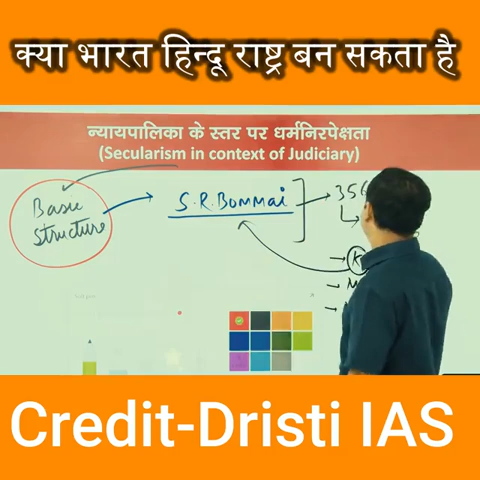 क्या भारत हिन्दू राष्ट्र बन सकता है
न्यायपालिका के स्तर पर धर्मनिरपेक्षता
(Secularism in context of Judiciary)
Basic
Structure
S.R.Bommai
Credit-Dristi IAS